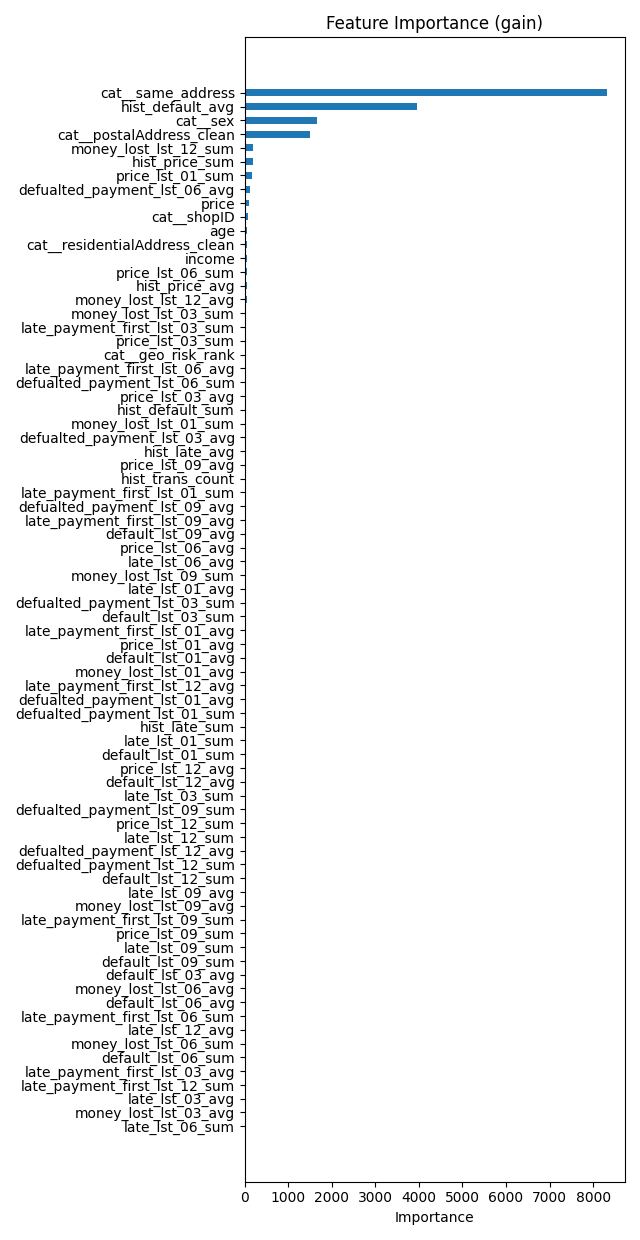 Feature Importance (gain)
cat__same_address
hist_default_avg
cat__sex
cat__postalAddress_clean
money_lost_lst_12_sum
hist_price_sum
price_lst_01_sum
defualted_payment_lst_06_avg
price
cat__shopID
age
cat__residentialAddress_clean
income
price_lst_06_sum
hist_price_avg
money_lost_lst_12_avg
money_lost_lst_03_sum
late_payment_first_lst_03_sum
price_lst_03_sum
cat__geo_risk_rank
late_payment_first_lst_06_avg
defualted_payment_lst_06_sum
price_lst_03_avg
hist_default_sum
money_lost_lst_01_sum
defualted_payment_lst_03_avg
hist_late_avg
price_lst_09_avg
hist_trans_count
late_payment_first_lst_01_sum
defualted_payment_lst_09_avg
late_payment_first_lst_09_avg
default_lst_09_avg
price_lst_06_avg
late_lst_06_avg
money_lost_lst_09_sum
late_lst_01_avg
defualted_payment_lst_03_sum
default_lst_03_sum
late_payment_first_lst_01_avg
price_lst_01_avg
default_lst_01_avg
money_lost_lst_01_avg
late_payment_first_lst_12_avg
defualted_payment_lst_01_avg
defualted_payment_lst_01_sum
hist_late_sum
late_lst_01_sum
default_lst_01_sum
price_lst_12_avg
default_lst_12_avg
late_lst_03_sum
defualted_payment_lst_09_sum
price_lst_12_sum
late_lst_12_sum
defualted_payment_lst_12_avg
defualted_payment_lst_12_sum
default_lst_12_sum
late_lst_09_avg
money_lost_lst_09_avg
late_payment_first_lst_09_sum
price_lst_09_sum
late_lst_09_sum
default_lst_09_sum
default_lst_03_avg
money_lost_lst_06_avg
default_lst_06_avg
late_payment_first_lst_06_sum
late_lst_12_avg
money_lost_lst_06_sum
default_lst_06_sum
late_payment_first_lst_03_avg
late_payment_first_lst_12_sum
late_lst_03_avg
money_lost_lst_03_avg
late_lst_06_sum
0 1000 2000 3000 4000 5000 6000 7000 8000
Importance